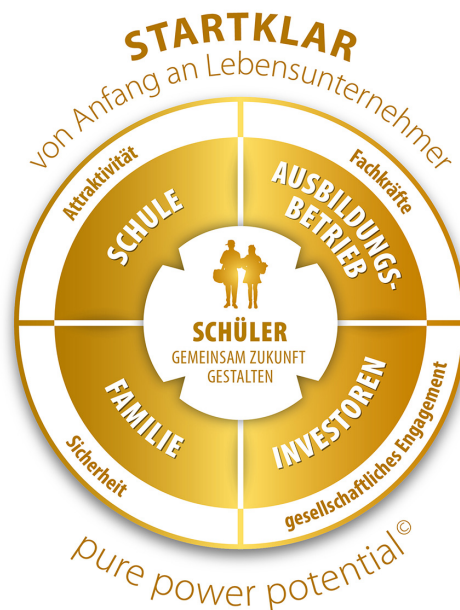 STARTKLAR
von Anfang an Lebensunternehmer
Attraktivität
Fachkräfte
SCHULE
AUSBILDUNGS-
BETRIEB
SCHÜLER
GEMEINSAM ZUKUNFT
GESTALTEN
FAMILIE
INVESTOREN
Sicherheit
gesellschaftliches Engagement
pure power potential©